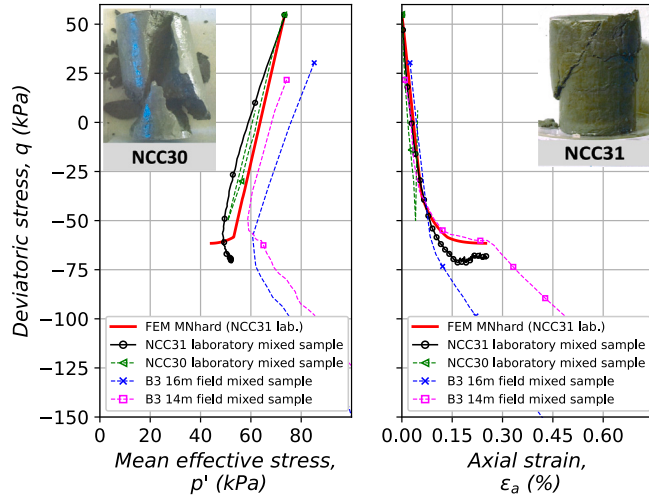 50
25
0
−25
−50
−75
−100
−125
−150
Deviatoric stress, q (kPa)
NCC30
FEM MNhard (NCC31 lab.)
NCC31 laboratory mixed sample
NCC30 laboratory mixed sample
B3 16m field mixed sample
B3 14m field mixed sample
0 20 40 60 80
Mean effective stress,
p' (kPa)
NCC31
FEM MNhard (NCC31 lab.)
NCC31 laboratory mixed sample
NCC30 laboratory mixed sample
B3 16m field mixed sample
B3 14m field mixed sample
0.00 0.15 0.30 0.45 0.60
Axial strain,
εa (%)